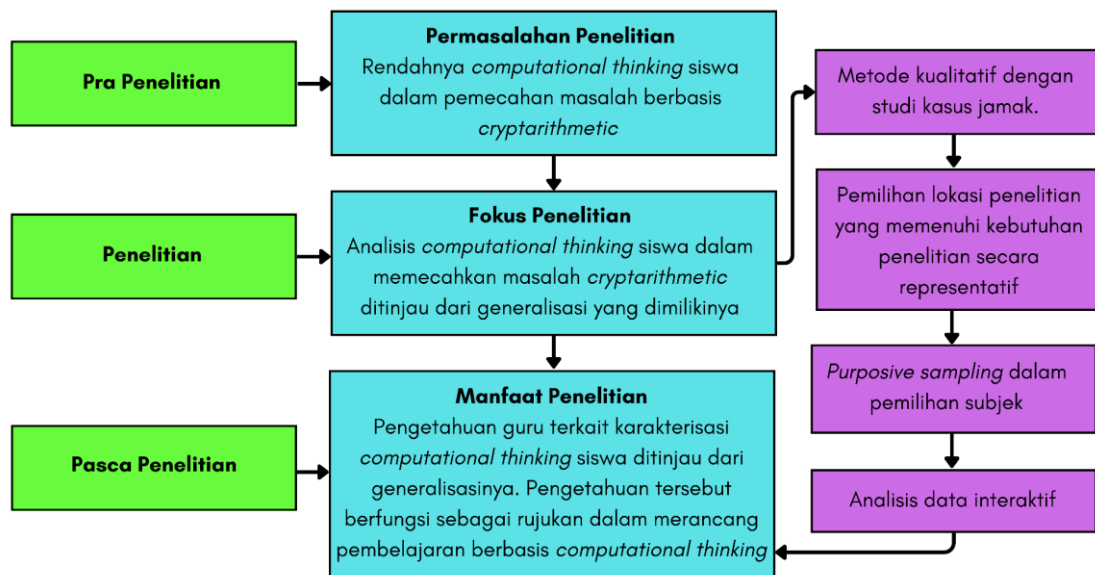 Pra Penelitian
Permasalahan Penelitian
Rendahnya computational thinking siswa
dalam pemecahan masalah berbasis
cryptarithmetic
Penelitian
Fokus Penelitian
Analisis computational thinking siswa dalam
memecahkan masalah cryptarithmetic
ditinjau dari generalisasi yang dimilikinya
Metode kualitatif dengan
studi kasus jamak.
Pemilihan lokasi penelitian
yang memenuhi kebutuhan
penelitian secara
representatif
Purposive sampling dalam
pemilihan subjek
Analisis data interaktif
Pasca Penelitian
Manfaat Penelitian
Pengetahuan guru terkait karakterisasi
computational thinking siswa ditinjau dari
generalisasinya. Pengetahuan tersebut
berfungsi sebagai rujukan dalam merancang
pembelajaran berbasis computational thinking